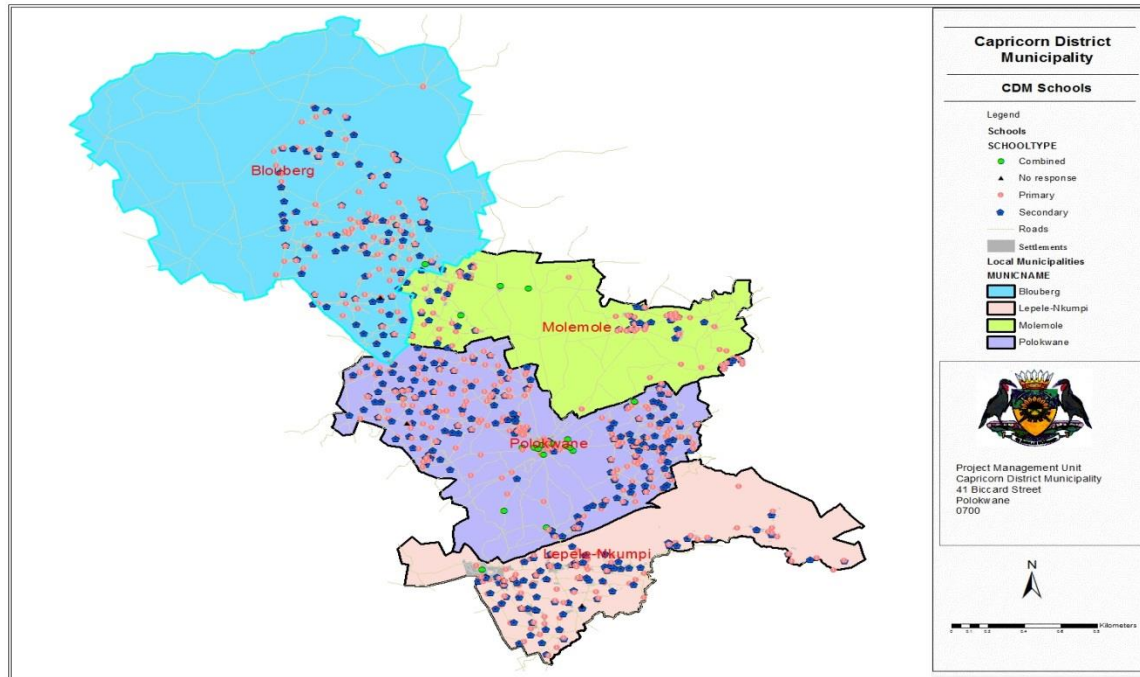 Blouberg
Molemole
Polokwane
Lepele-Nkumpi
Capricorn District
Municipality
CDM Schools
Legend
Schools
SCHOOLTYPE
Combined
No response
Primary
Secondary
Roads
Settlements
Local Municipalities
MUNICNAME
Blouberg
Lepele-Nkumpi
Molemole
Polokwane
Project Management Unit
Capricorn District Municipality
41 Biccard Street
Polokwane
0700
N
Kilometers